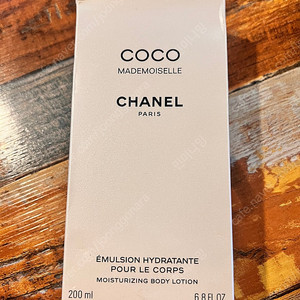 COCO
MADEMOISELLE
CHANEL
PARIS
ÉMULSION HYDRATANTE
POUR LE CORPS
MOISTURIZING BODY LOTION
200 ml 6.8 FL.OZ